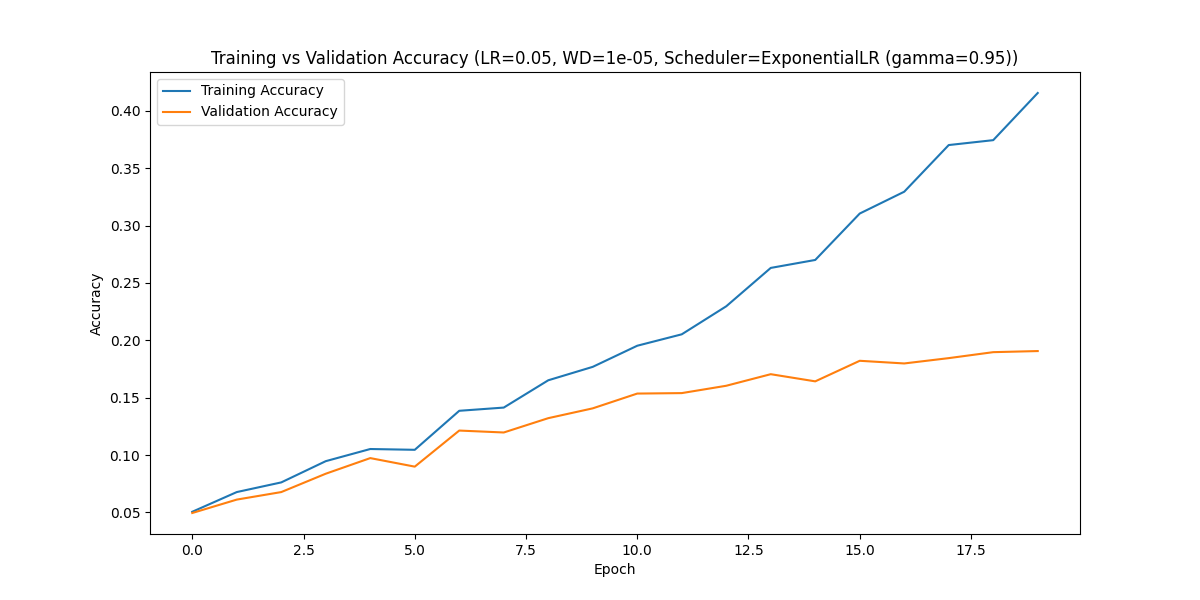 Training vs Validation Accuracy (LR=0.05, WD=1e-05, Scheduler=ExponentialLR (gamma=0.95))
Training Accuracy
Validation Accuracy
Accuracy
0.40
0.35
0.30
0.25
0.20
0.15
0.10
0.05
0.0 2.5 5.0 7.5 10.0 12.5 15.0 17.5
Epoch